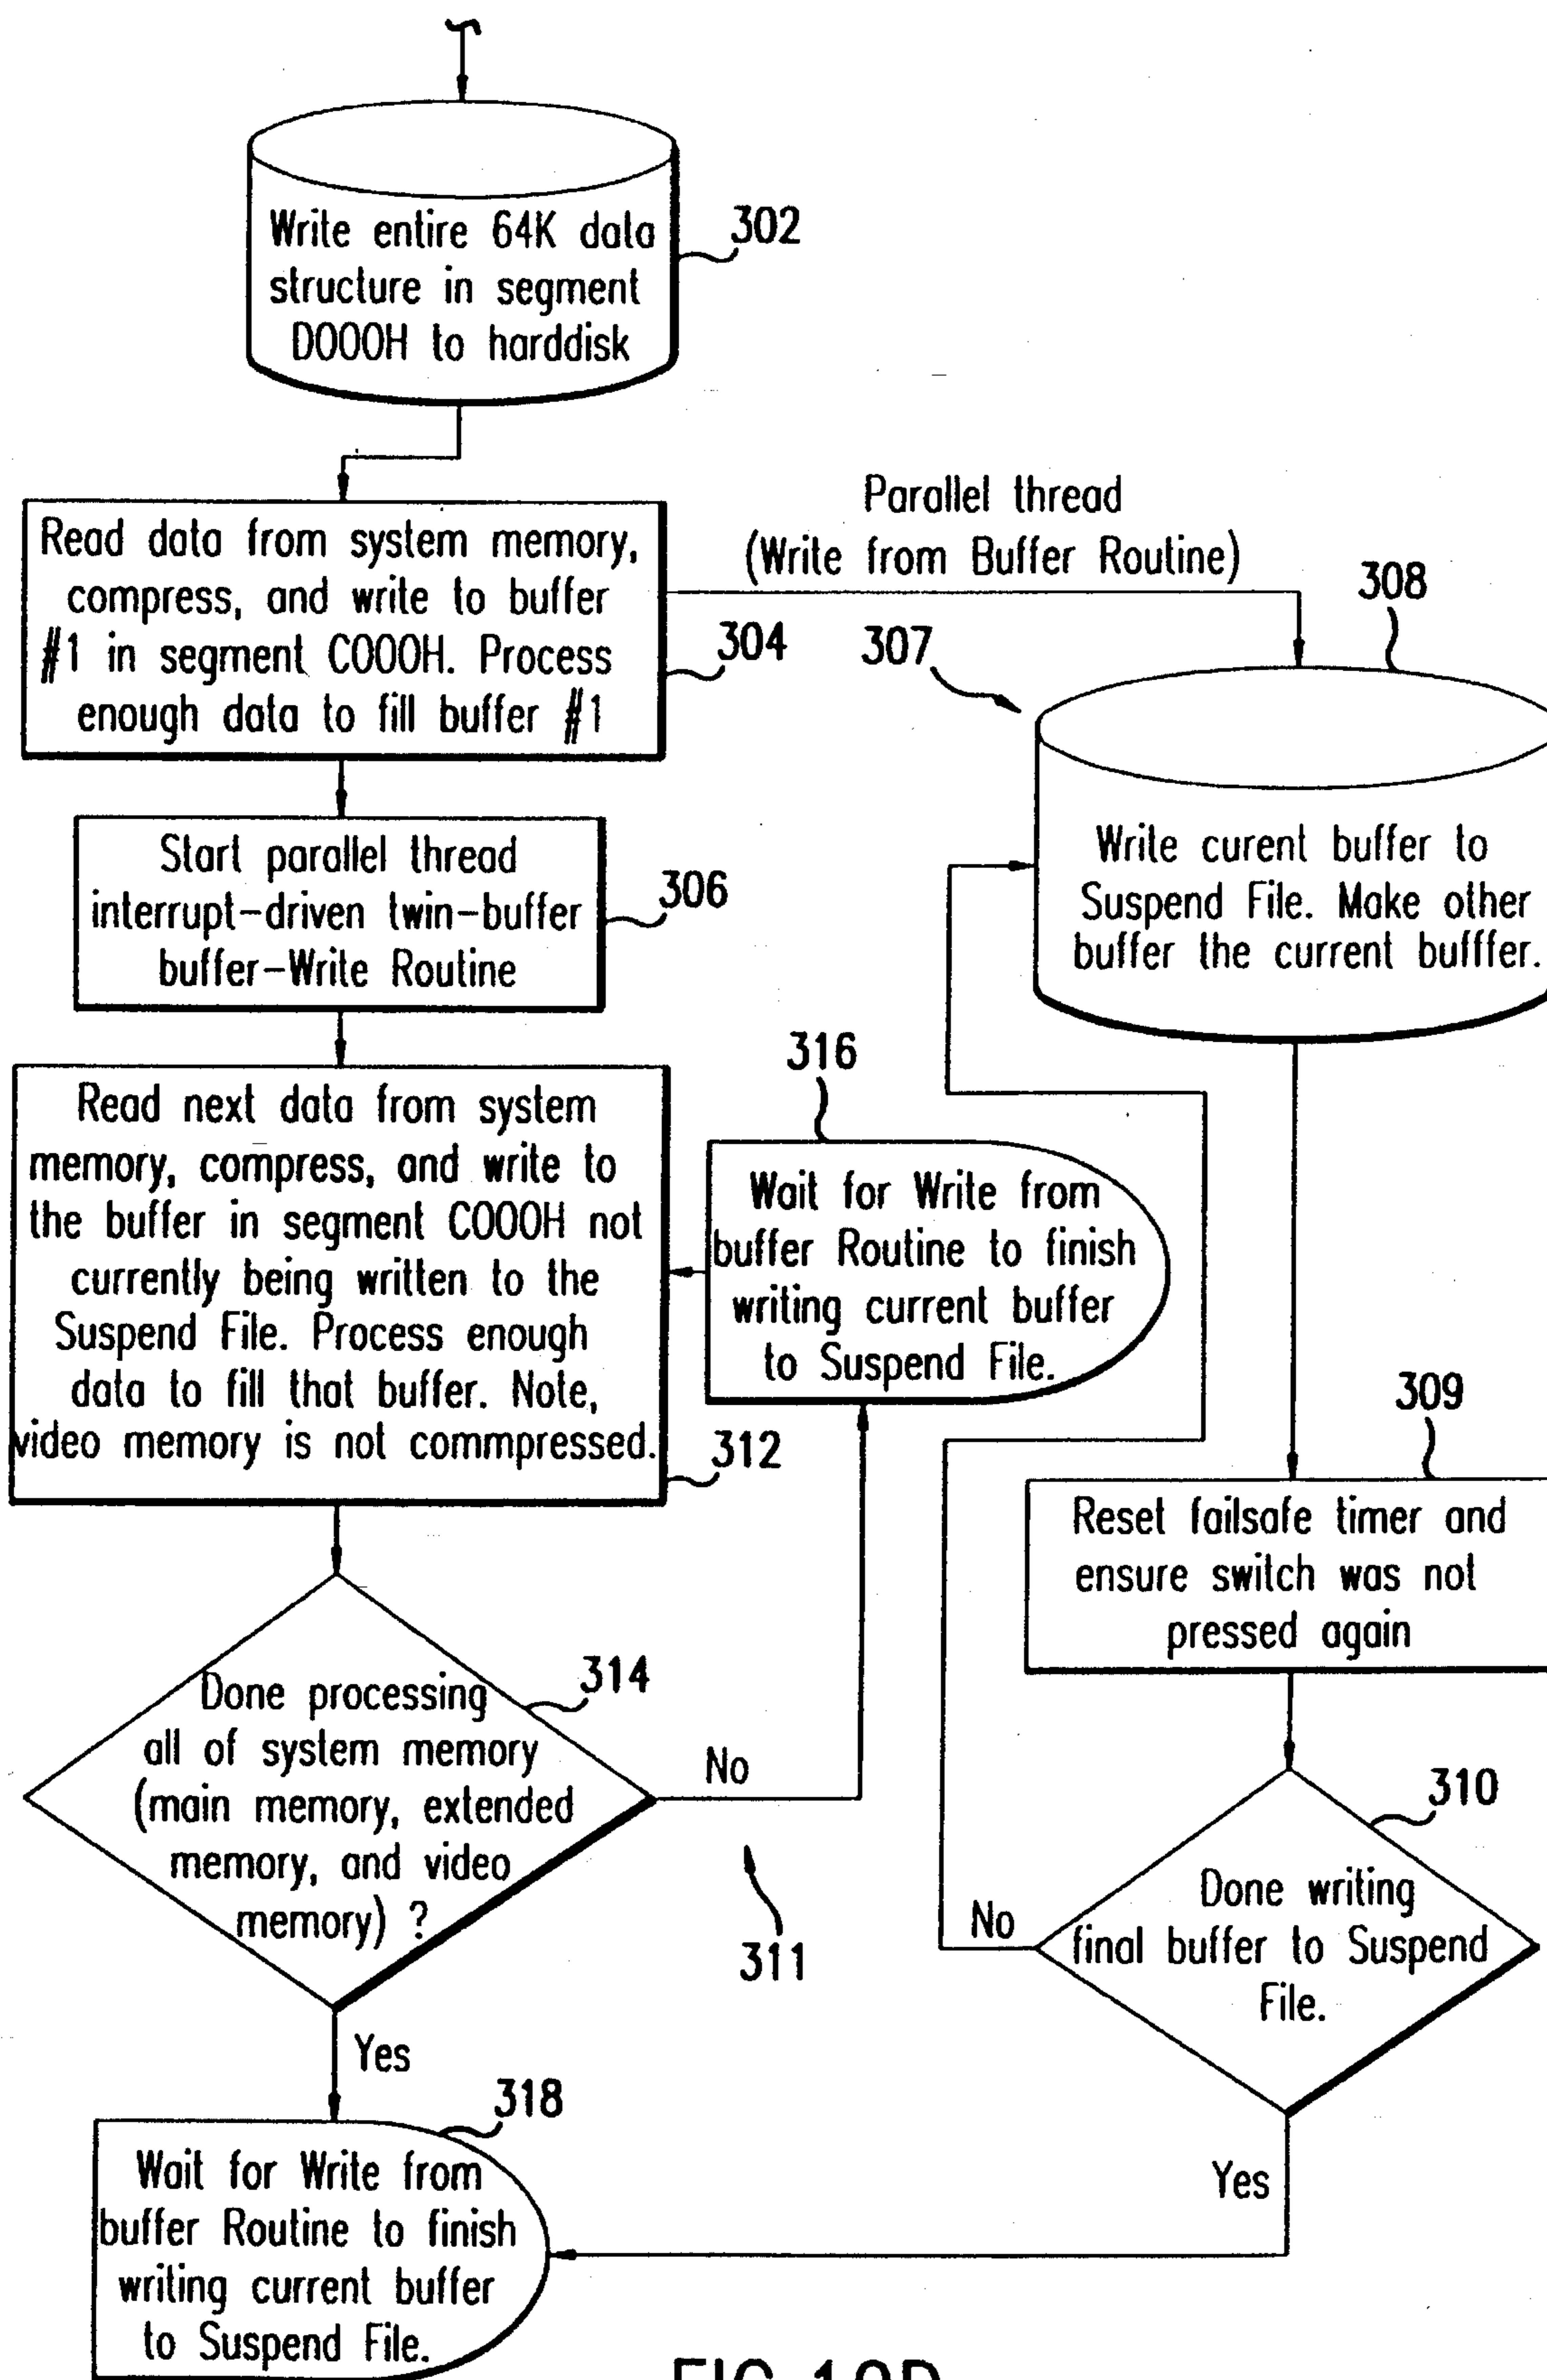 Write entire 64K data
structure in segment
D000H to harddisk
302
Read data from system memory,
compress, and write to buffer
#1 in segment C000H. Process
enough data to fill buffer #1
304
Parallel thread
(Write from Buffer Routine)
307
308
Start parallel thread
interrupt-driven twin-buffer
buffer-Write Routine
306
Write curent buffer to
Suspend File. Make other
buffer the current bufffer.
Read next data from system
memory, compress, and write to
the buffer in segment C000H not
currently being written to the
Suspend File. Process enough
data to fill that buffer. Note,
video memory is not commpressed.
312
316
Wait for Write from
buffer Routine to finish
writing current buffer
to Suspend File.
309
Reset failsafe timer and
ensure switch was not
pressed again
Done processing
all of system memory
(main memory, extended
memory, and video
memory) ?
314
No
311
310
Done writing
final buffer to Suspend
File.
No
Yes
Yes
318
Wait for Write from
buffer Routine to finish
writing current buffer
to Suspend File.